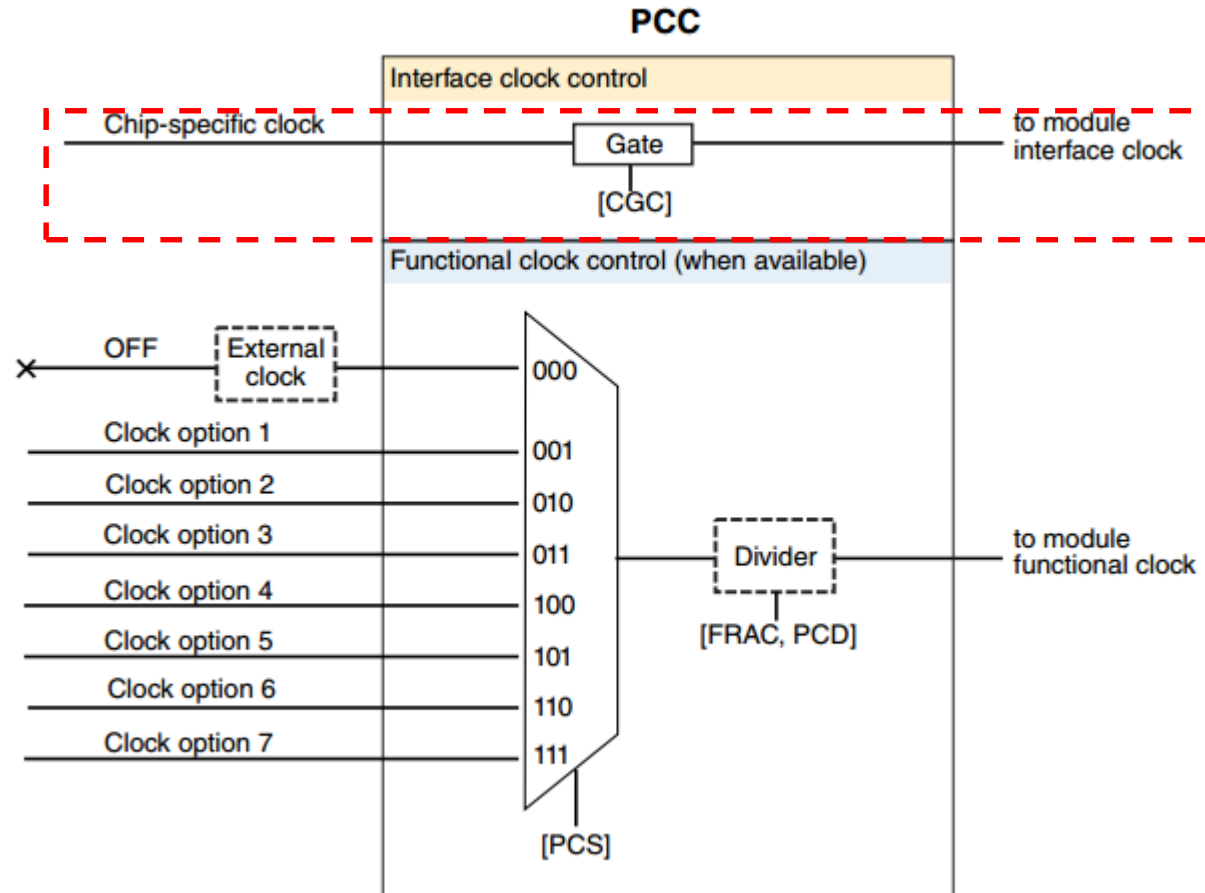 PCC
Interface clock control
Chip-specific clock
Gate
to module
interface clock
[CGC]
Functional clock control (when available)
OFF
External
clock
000
Clock option 1
001
Clock option 2
010
Clock option 3
011
Divider
to module
functional clock
Clock option 4
100
[FRAC, PCD]
Clock option 5
101
Clock option 6
110
Clock option 7
111
[PCS]